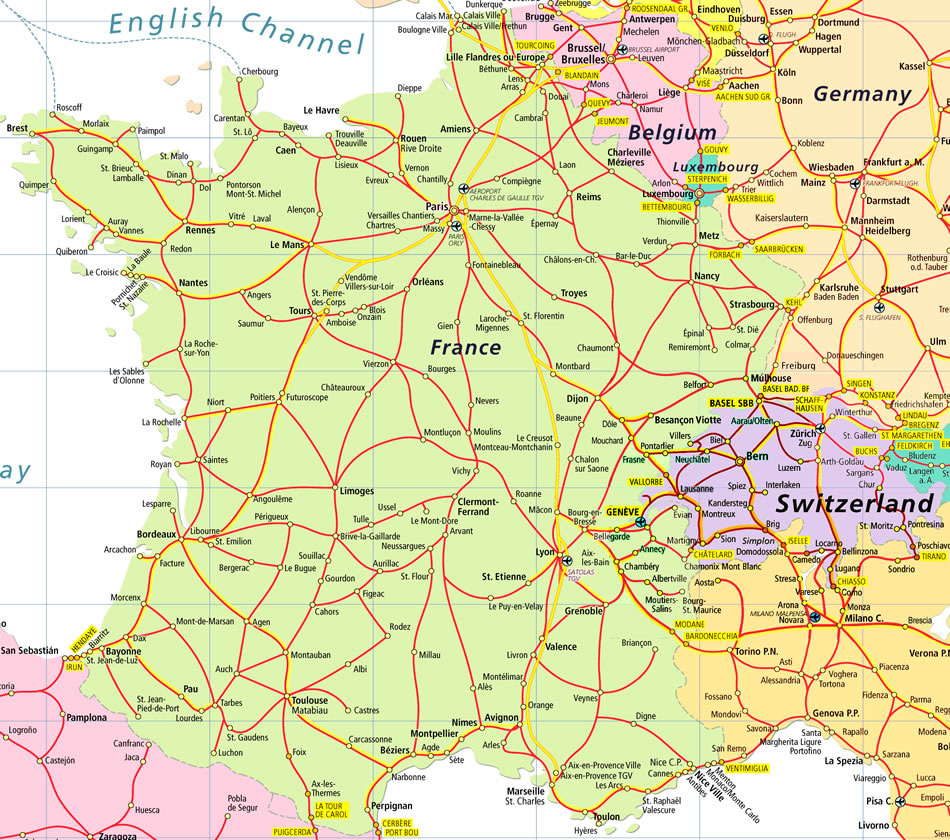 English Channel
ay
France
Belgium
Luxembourg
Germany
Switzerland
Dunkerque
Zeebrugge
ROOSENDAAL GR
Eindhoven
Essen
Duisburg
Dortmund
Calais Mar.
Calais Ville
Calais Ville/Frethun
Boulogne Ville
Brugge
Antwerpen
VENLO
D. FLUGH.
Hagen
Gent
Mechelen
Mönchen-Gladbach
Düsseldorf
Wuppertal
TOURCOING
Brussel/
Bruxelles
BRUSSEL AIRPORT
Leuven
Lille Flandres ou Europe
Béthune
BLANDAIN
Maastricht
VISÉ
Aachen
AACHEN SUD GR
Köln
Kassel
Lens
Arras
Douai
Mons
QUEVY
Charleroi
Liège
Namur
Bonn
Cambrai
JEUMONT
Cherbourg
Dieppe
Roscoff
Brest
Morlaix
Paimpol
Guingamp
Carentan
St. Lô
Bayeux
Caen
Le Havre
Trouville
Deauville
Lisieux
Rouen
Rive Droite
Amiens
Charleville
Mézieres
GOUVY
Koblenz
St. Brieuc
Lamballe
St. Malo
Dinan
Dol
Pontorson
Mont-St. Michel
Quimper
Evreux
Vernon
Chantilly
Compiègne
Laon
Reims
Arlon
STERPENICH
Luxembourg
BETTEMBOURG
Trier
WASSERBILLIG
Cochem
Wittlich
Wiesbaden
Mainz
Frankfurt a. M.
FRANKFURT-FLUGH
Darmstadt
AEROPORT
CHARLES DE GAULLE TGV
Paris
Versailles Chantiers
Chartres
Massy
PARIS
ORLY
Marne-la-Vallée
-Chessy
Épernay
Thionville
Metz
Verdun
Kaiserslautern
Mannheim
Heidelberg
Lorient
Auray
Vannes
Quiberon
Redon
Rennes
Vitré
Laval
Alençon
Le Mans
Châlons-en-Ch.
Bar-le-Duc
FORBACH
SAARBRÜCKEN
Rothenburg
o.d. Tauber
La Baule
Le Croisic
Pornichet
St. Nazaire
Nantes
Angers
Saumur
Vendôme
Villers-sur-Loir
St. Pierre-
des-Corps
Tours
Amboise
Onzain
Blois
Orléans
Fontainebleau
Troyes
Nancy
Strasbourg
KEHL
Karlsruhe
Baden Baden
Stuttgart
S. FLUGHAFEN
Offenburg
Gien
Laroche-
Migennes
St. Florentin
Épinal
Remiremont
St. Dié
Colmar
Donaueschingen
Ulm
La Roche-
sur-Yon
Les Sables
d'Olonne
Vierzon
Bourges
Chaumont
Montbard
Belfort
Mulhouse
Freiburg
BASEL BAD. BF
BASEL SBB
SCHAFF-
HAUSEN
SINGEN
KONSTANZ
Friedrichshafen
Kempte
LINDAU
BREGENZ
Niort
Poitiers
Futuroscope
Châteauroux
La Rochelle
Nevers
Dijon
Beaune
Dôle
Mouchard
Besançon Viotte
Villers
Pontarlier
Biel
Aarau/Olten
Zürich
Zug
Winterthur
St. Gallen
ST. MARGARETHEN
FELDKIRCH
BUCHS
Bludenz
EH
Montluçon
Moulins
Le Creusot
Montceau-Montchanin
Chalon
sur Saone
Frasne
Neuchâtel
Bern
Luzern
Arth-Goldau
Sargans
Vaduz
Langen
a. A.
St.
Chur
Royan
Saintes
Vichy
VALLORBE
Lausanne
Spiez
Interlaken
Kandersteg
Montreux
Lesparre
Angoulême
Limoges
Clermont-
Ferrand
Roanne
Mâcon
Bourg-en-
Bresse
GENÈVE
Evian
Bellegarde
Annecy
Martigny
Sion
Brig
Simplon
Domodossola
ISELLE
Locarno
Bellinzona
St. Moritz
Pontresina
Poschiavo
TIRANO
Sondrio
Bordeaux
Libourne
St. Emilion
Périgueux
Tulle
Ussel
Le Mont-Dore
Arvant
Brive-la-Gaillarde
Neussargues
Lyon
SATOLAS
TGV
Aix-
les-Bain
Chambéry
CHÂTELARD
Chamonix Mont Blanc
Camedo
Lugano
CHIASSO
Como
Arcachon
Facture
Bergerac
Le Bugue
Souillac
Gourdon
Aurillac
St. Flour
St. Etienne
Le Puy-en-Velay
Albertville
Moutiers-
Salins
Bourg-
St. Maurice
Aosta
Stresa
Varese
Arona
MILANO MALPENSA
Novara
Monza
Milano C.
Brescia
Morcenx
Mont-de-Marsan
Agen
Cahors
Figeac
Rodez
Grenoble
MODANE
BARDONECCHIA
Briançon
Torino P.N.
Verona P.N
San Sebastián
HENDAYE
IRUN
Biarritz
Bayonne
St. Jean-de-Luz
Dax
Montauban
Albi
Millau
Livron
Valence
Montélimar
Veynes
Asti
Alessandria
Voghera
Tortona
Piacenza
Fidenza
Parma
Auch
Pau
St. Jean-
Pied-de-Port
Lourdes
Tarbes
Toulouse
Matabiau
Castres
Alès
Orange
Digne
Fossano
Mondovi
Savona
Genova P.P.
Modena
Pamplona
Logroño
Castejón
Canfranc
Jaca
St. Gaudens
Luchon
Foix
Carcassonne
Béziers
Agde
Montpellier
Sète
Nimes
Avignon
Arles
Aix-en-Provence Ville
Aix-en-Provence TGV
Les Arcs
Cannes
Nice C.P.
Nice Ville
Antibes
Menton
Monaco/Monte Carlo
San Remo
VENTIMIGLIA
Santa
Margherita Ligure
Portofino
Rapallo
La Spezia
Sarzana
Viareggio
Lucca
Empoli
Narbonne
Marseille
St. Charles
Toulon
Hyères
St. Raphaël
Valescure
Pisa C.
Livorno
Ax-les-
Thermes
LA TOUR
DE CAROL
PUIGCERDA
Perpignan
CERBÈRE
PORT BOU
Pobla
de Segur
Huesca
Zaragoza